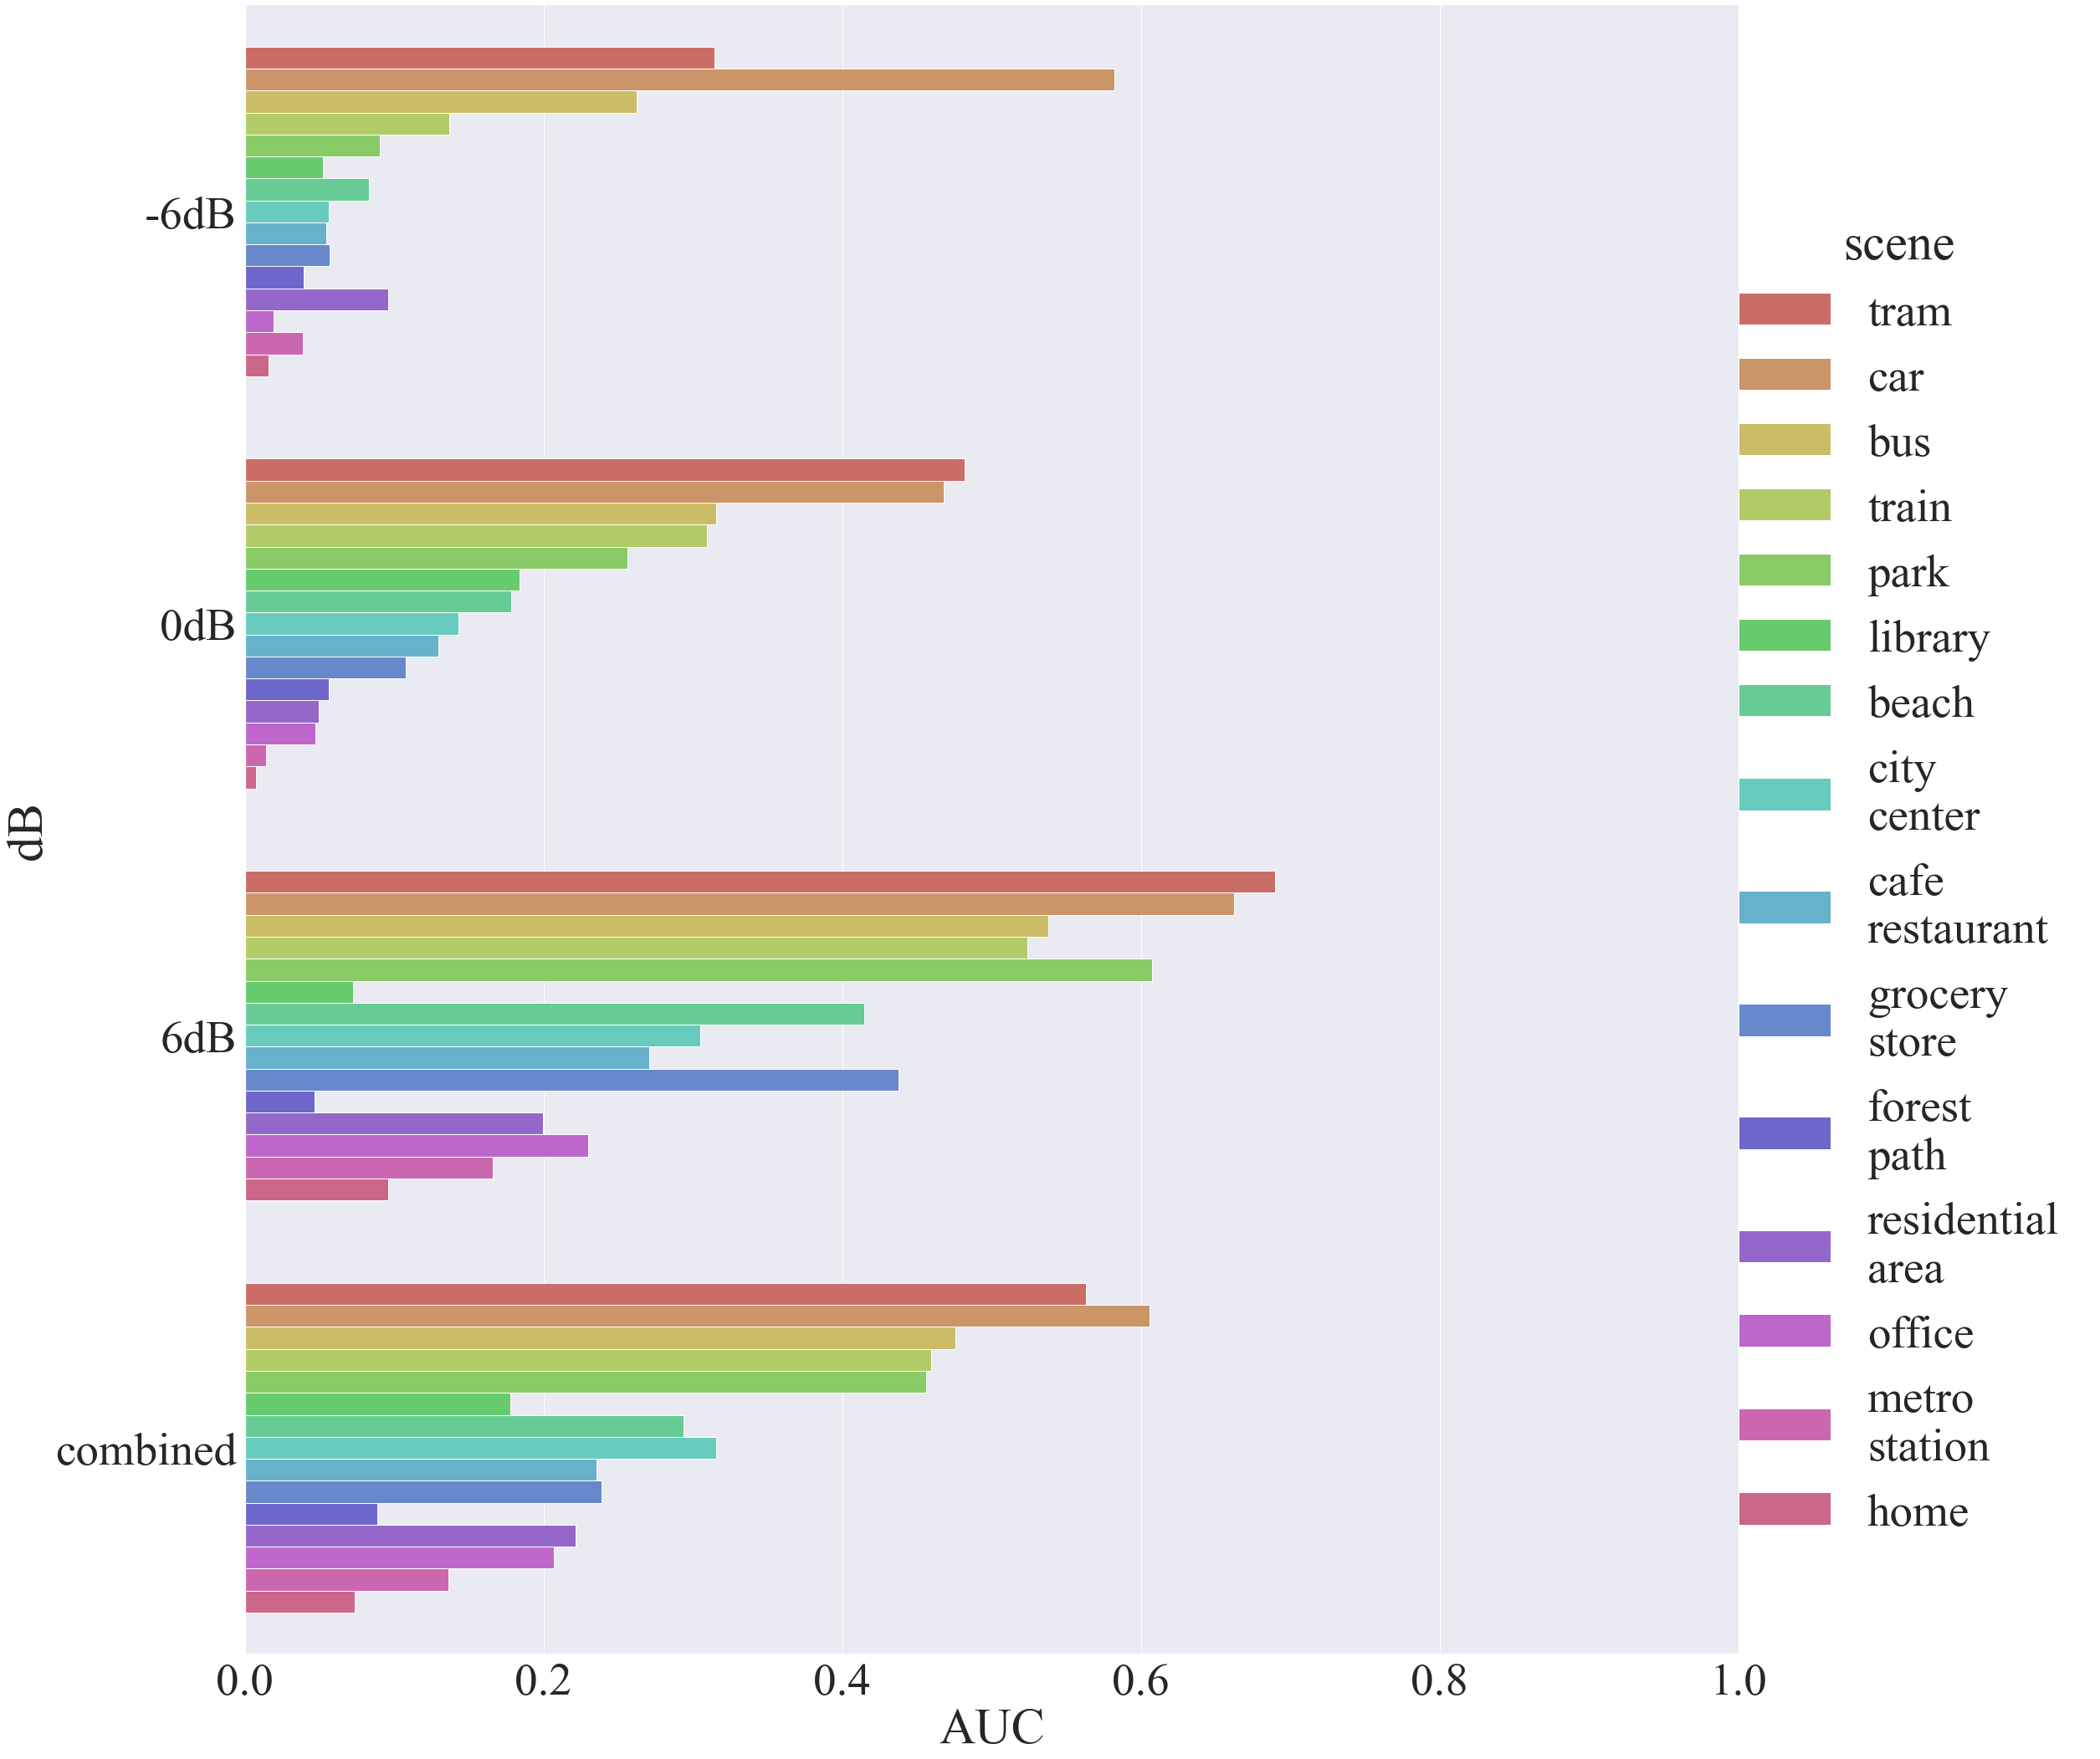 -6dB
0dB
6dB
combined
dB
0.0
0.2
0.4
0.6
0.8
1.0
AUC
scene
tram
car
bus
train
park
library
beach
city
center
cafe
restaurant
grocery
store
forest
path
residential
area
office
metro
station
home